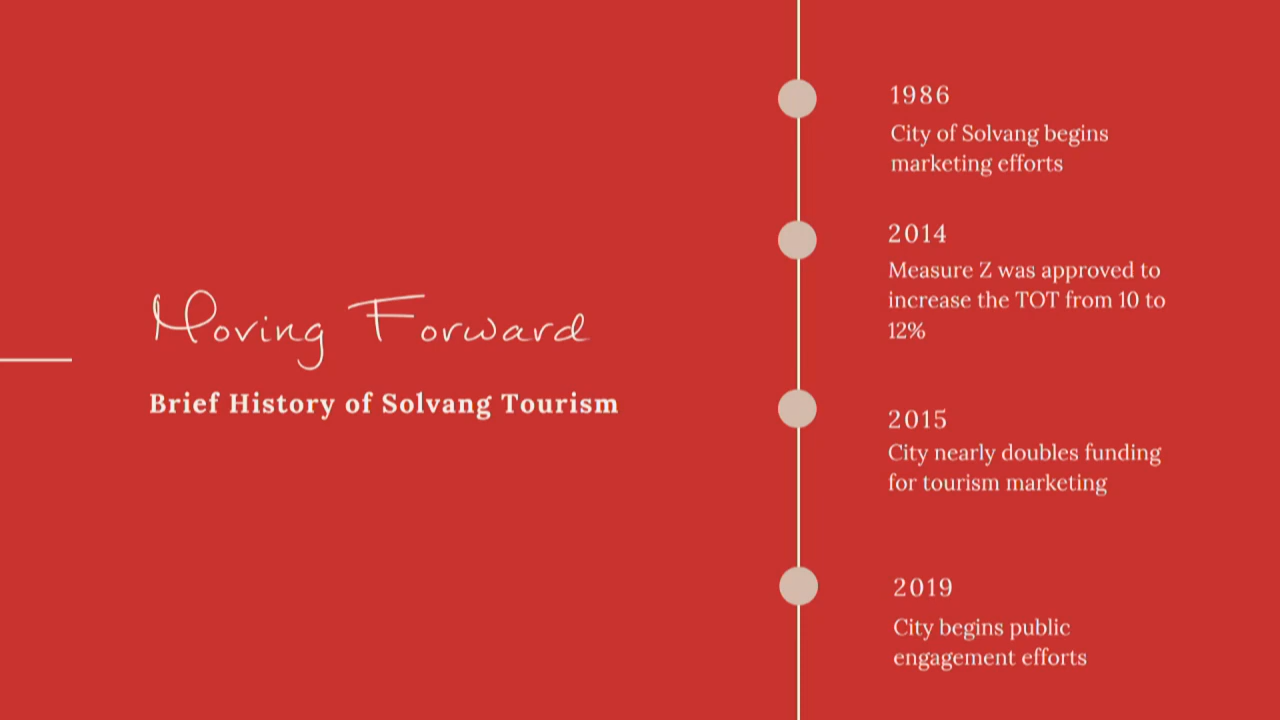 Moving Forward
Brief History of Solvang Tourism
1986
City of Solvang begins
marketing efforts
2014
Measure Z was approved to
increase the TOT from 10 to
12%
2015
City nearly doubles funding
for tourism marketing
2019
City begins public
engagement efforts